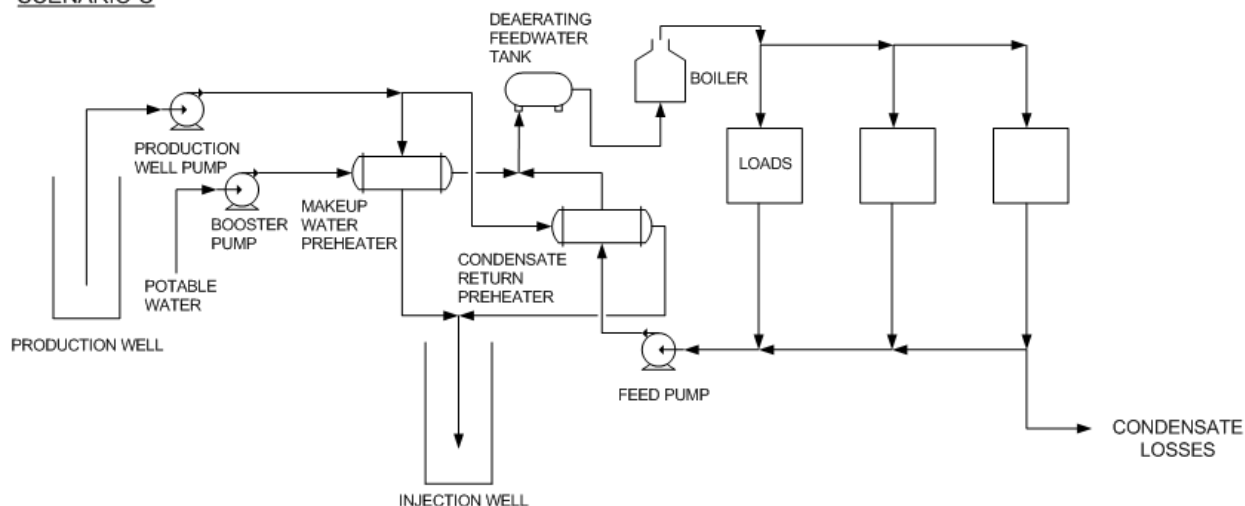 DEAERATING
FEEDWATER
TANK
BOILER
PRODUCTION
WELL PUMP
LOADS
BOOSTER
PUMP
MAKEUP
WATER
PREHEATER
CONDENSATE
RETURN
PREHEATER
POTABLE
WATER
PRODUCTION WELL
FEED PUMP
CONDENSATE
LOSSES
INJECTION WELL